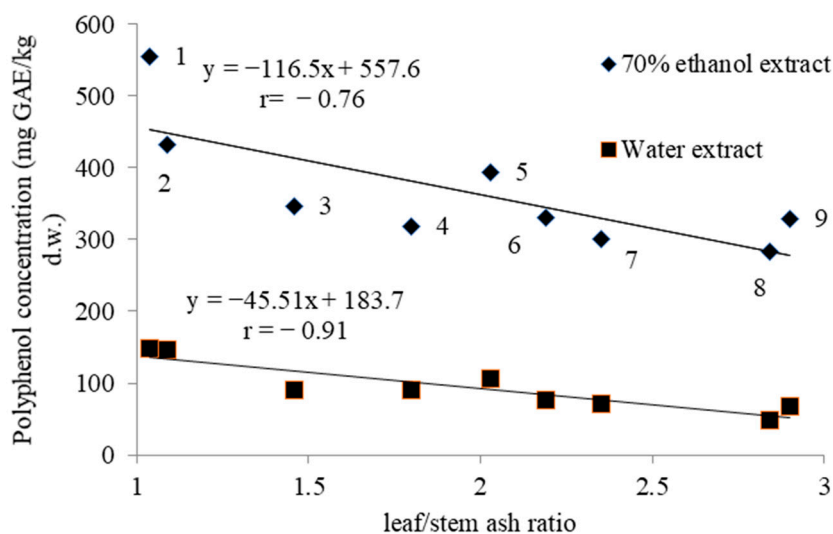 600
500
400
300
200
100
0
Polyphenol concentration (mg GAE/kg
d.w.)
1
y = −116.5x + 557.6
r= − 0.76
2
3
4
5
6
7
8
9
70% ethanol extract
Water extract
y = −45.51x + 183.7
r = − 0.91
1
1.5
2
2.5
3
leaf/stem ash ratio